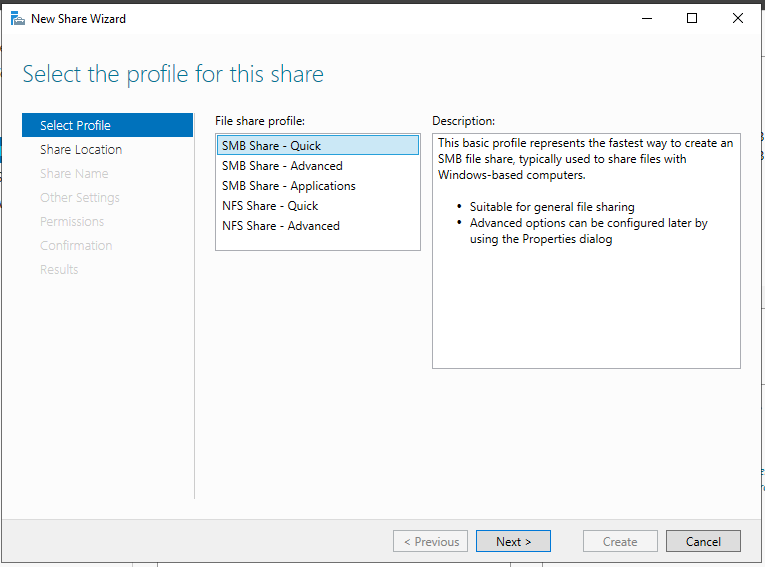 New Share Wizard
Select the profile for this share
Select Profile
Share Location
Share Name
Other Settings
Permissions
Confirmation
Results
File share profile:
SMB Share - Quick
SMB Share - Advanced
SMB Share - Applications
NFS Share - Quick
NFS Share - Advanced
Description:
This basic profile represents the fastest way to create an
SMB file share, typically used to share files with
Windows-based computers.
• Suitable for general file sharing
• Advanced options can be configured later by
using the Properties dialog
< Previous
Next >
Create
Cancel